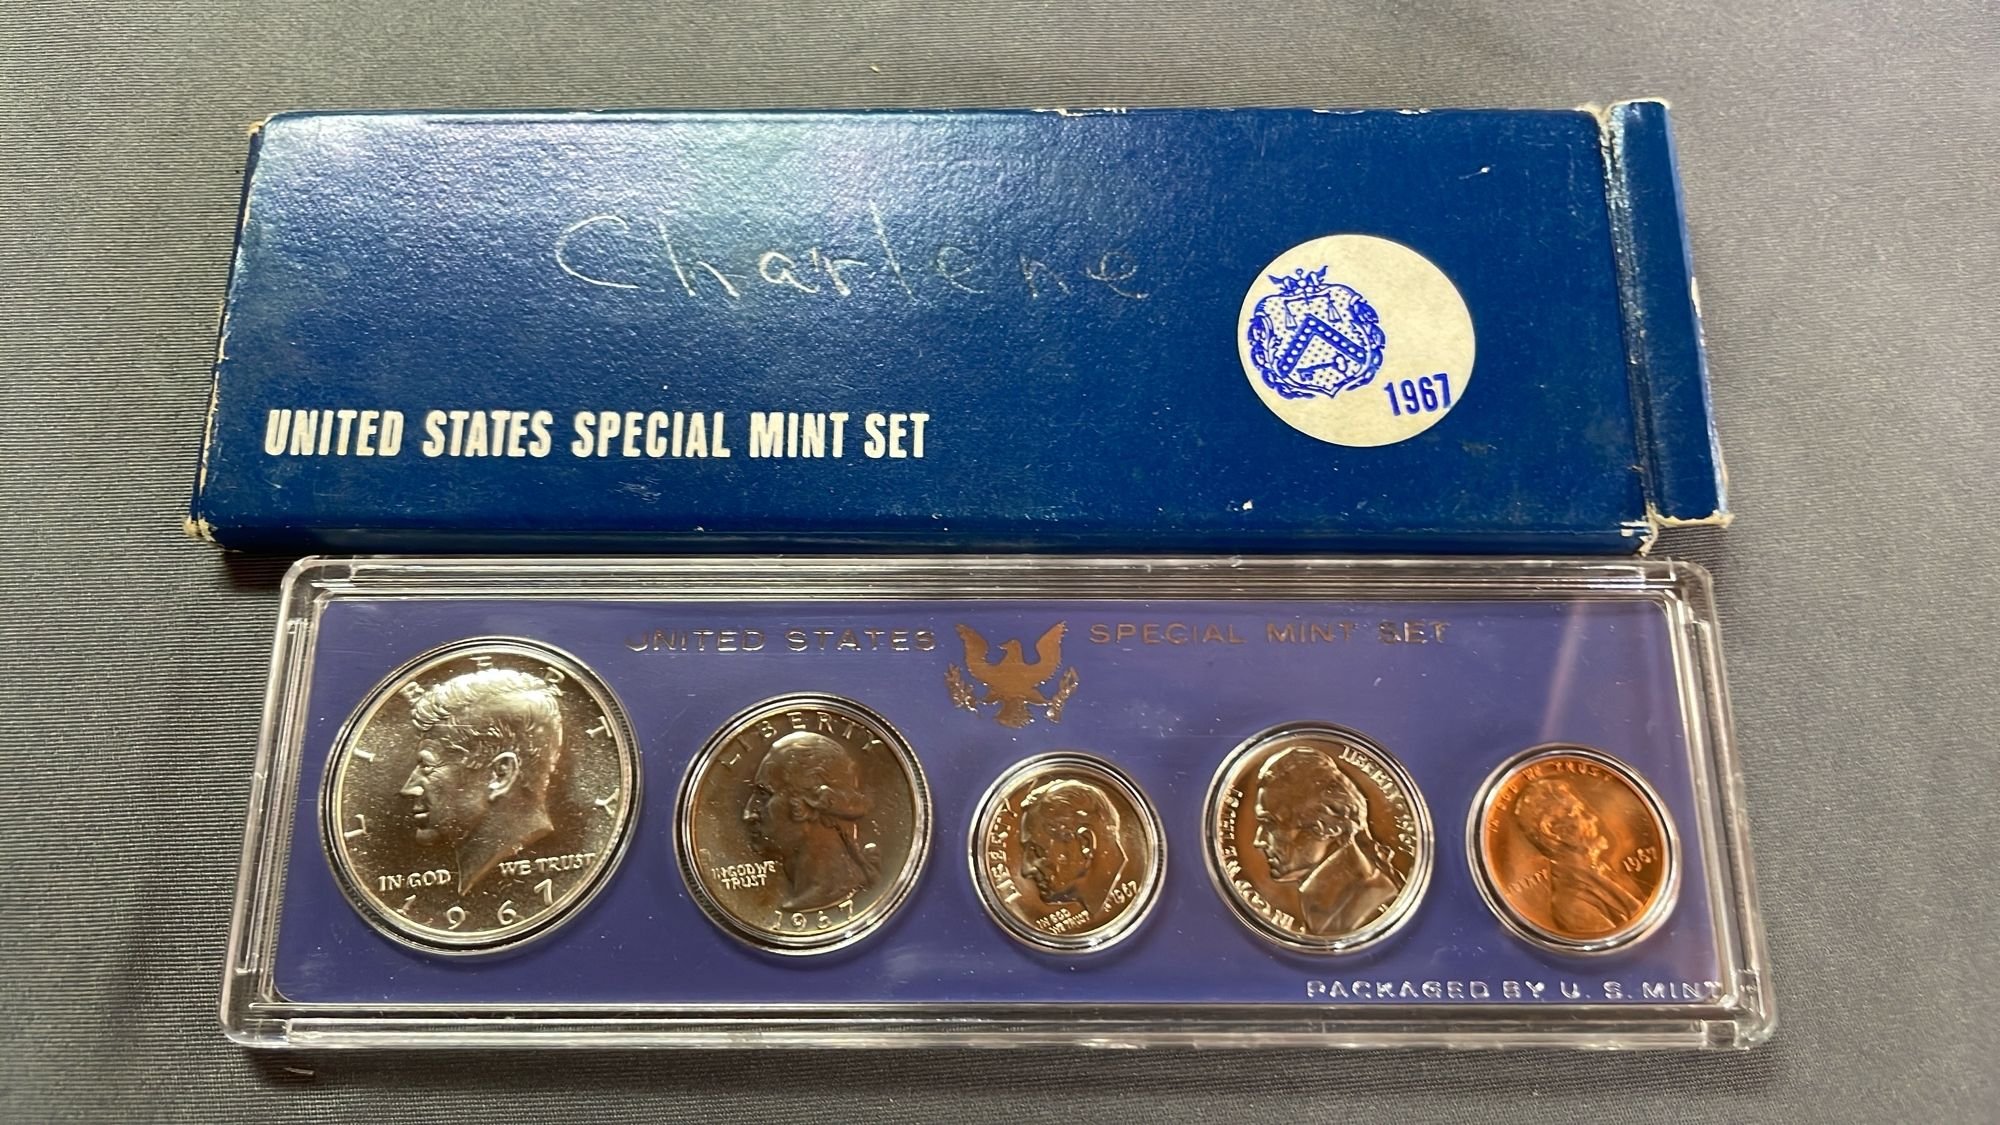 Charlene
1967
UNITED STATES SPECIAL MINT SET
UNITED STATES SPECIAL MINT SET
LIBERTY
IN GOD WE TRUST
1967
LIBERTY
IN GOD WE
TRUST
1967
LIBERTY
IN GOD
WE TRUST
1967
IN GOD WE TRUST
LIBERTY 1967
IN GOD WE TRUST
LIBERTY
1967
PACKAGED BY U. S. MINT